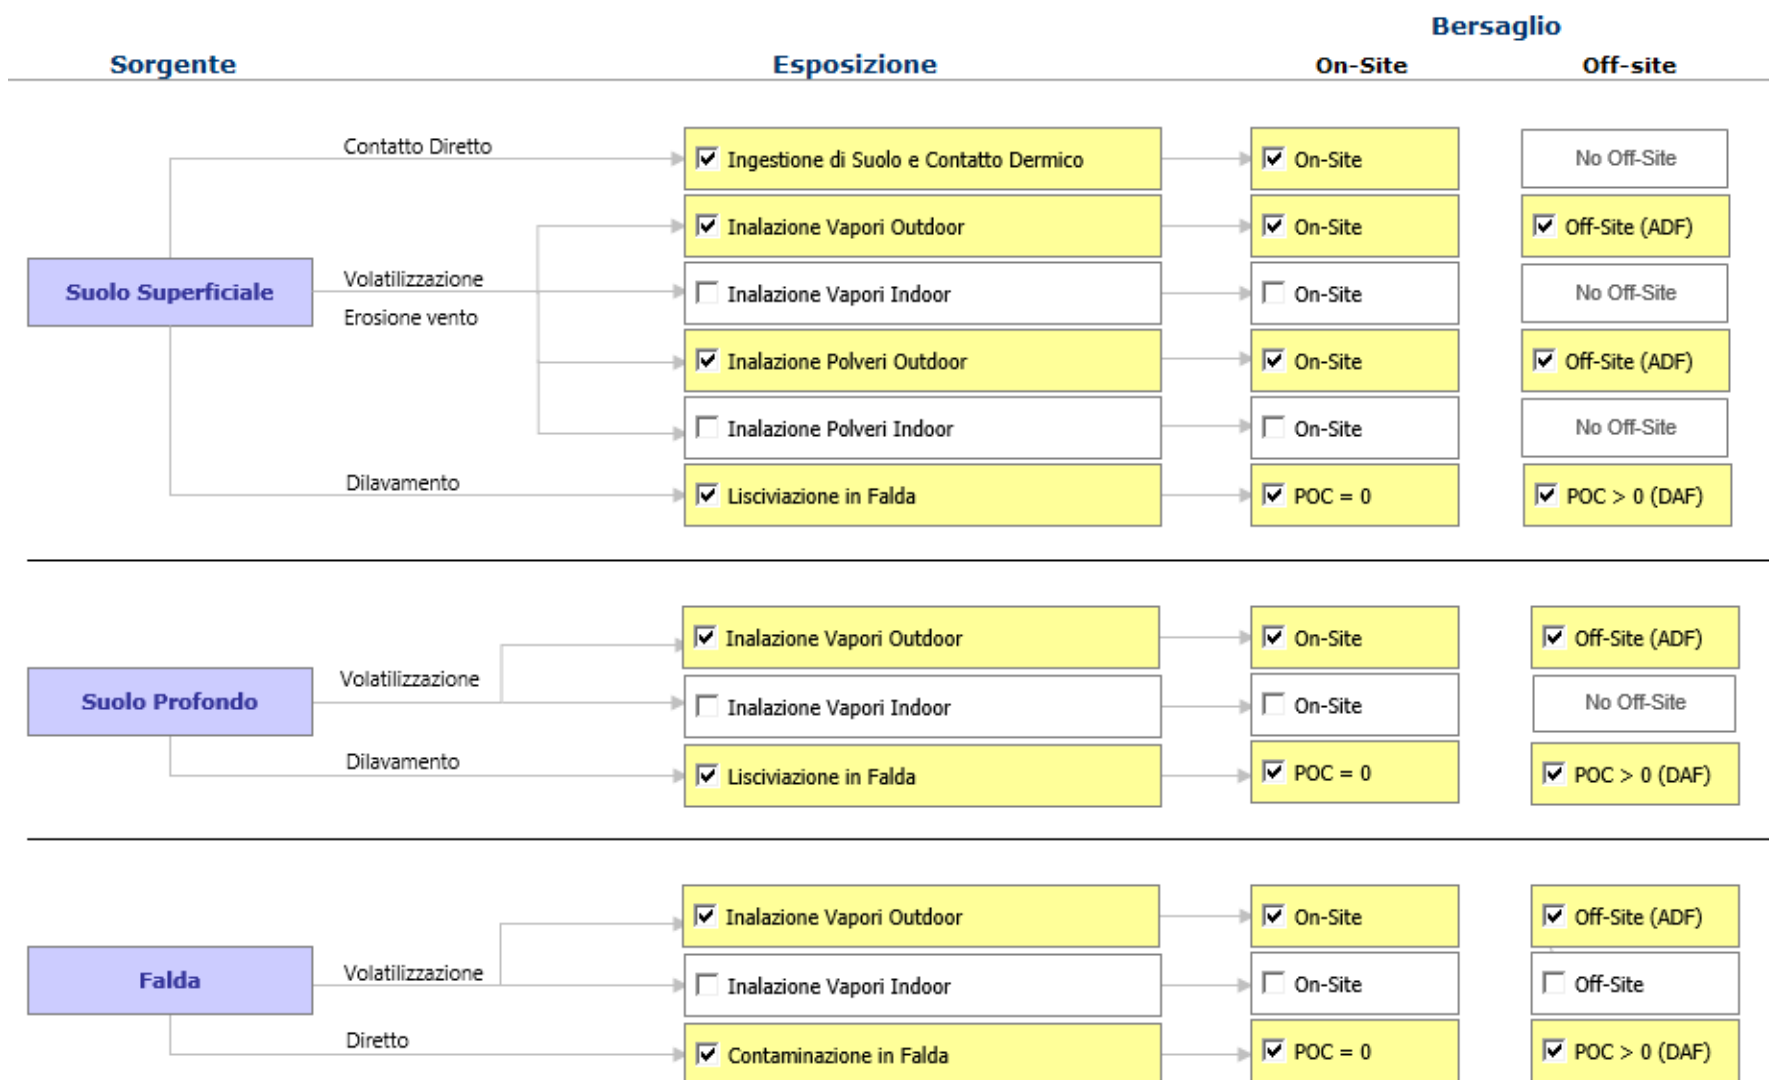 Bersaglio
Sorgente Esposizione On-Site Off-site
Contatto Diretto
Ingestione di Suolo e Contatto Dermico On-Site No Off-Site
Inalazione Vapori Outdoor On-Site Off-Site (ADF)
Suolo Superficiale Volatilizzazione Inalazione Vapori Indoor On-Site No Off-Site
Erosione vento
Inalazione Polveri Outdoor On-Site Off-Site (ADF)
Inalazione Polveri Indoor On-Site No Off-Site
Dilavamento Lisciviazione in Falda POC = 0 POC > 0 (DAF)
Inalazione Vapori Outdoor On-Site Off-Site (ADF)
Volatilizzazione
Suolo Profondo Inalazione Vapori Indoor On-Site No Off-Site
Dilavamento Lisciviazione in Falda POC = 0 POC > 0 (DAF)
Inalazione Vapori Outdoor On-Site Off-Site (ADF)
Falda Volatilizzazione Inalazione Vapori Indoor On-Site Off-Site
Diretto Contaminazione in Falda POC = 0 POC > 0 (DAF)